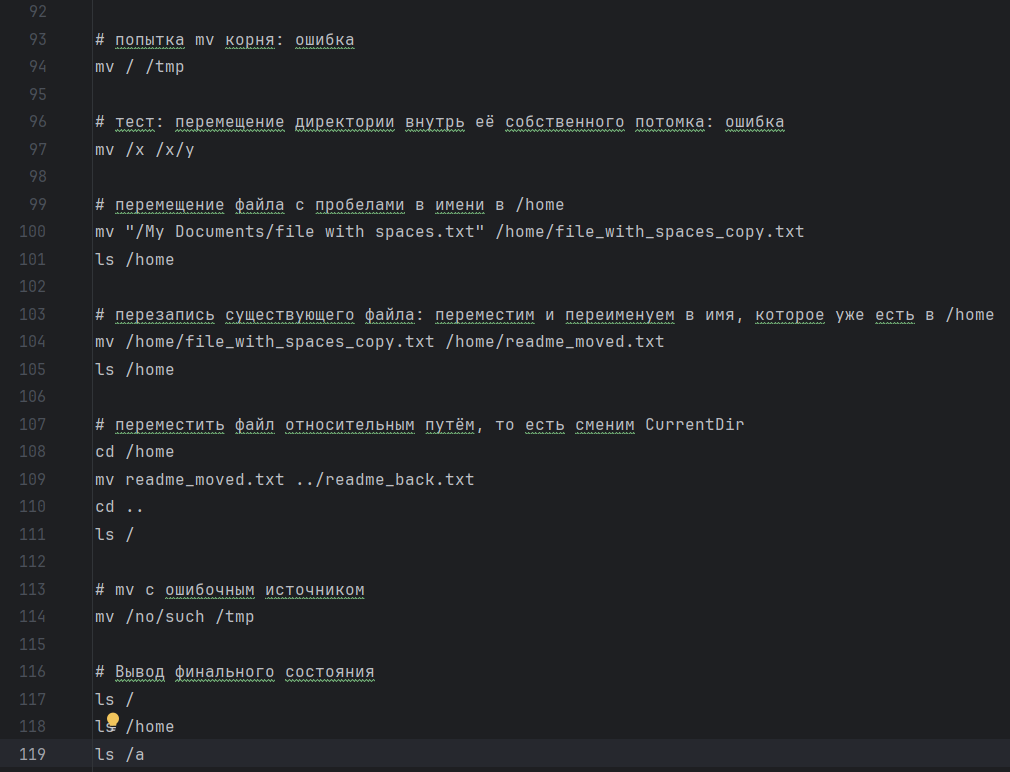 92
93 # попытка mv корня: ошибка
94 mv / /tmp
95
96 # тест: перемещение директории внутрь её собственного потомка: ошибка
97 mv /x /x/y
98
99 # перемещение файла с пробелами в имени в /home
100 mv "/My Documents/file with spaces.txt" /home/file_with_spaces_copy.txt
101 ls /home
102
103 # перезапись существующего файла: переместим и переименуем в имя, которое уже есть в /home
104 mv /home/file_with_spaces_copy.txt /home/readme_moved.txt
105 ls /home
106
107 # переместить файл относительным путём, то есть сменим CurrentDir
108 cd /home
109 mv readme_moved.txt ../readme_back.txt
110 cd ..
111 ls /
112
113 # mv с ошибочным источником
114 mv /no/such /tmp
115
116 # Вывод финального состояния
117 ls /
118 ls /home
119 ls /a